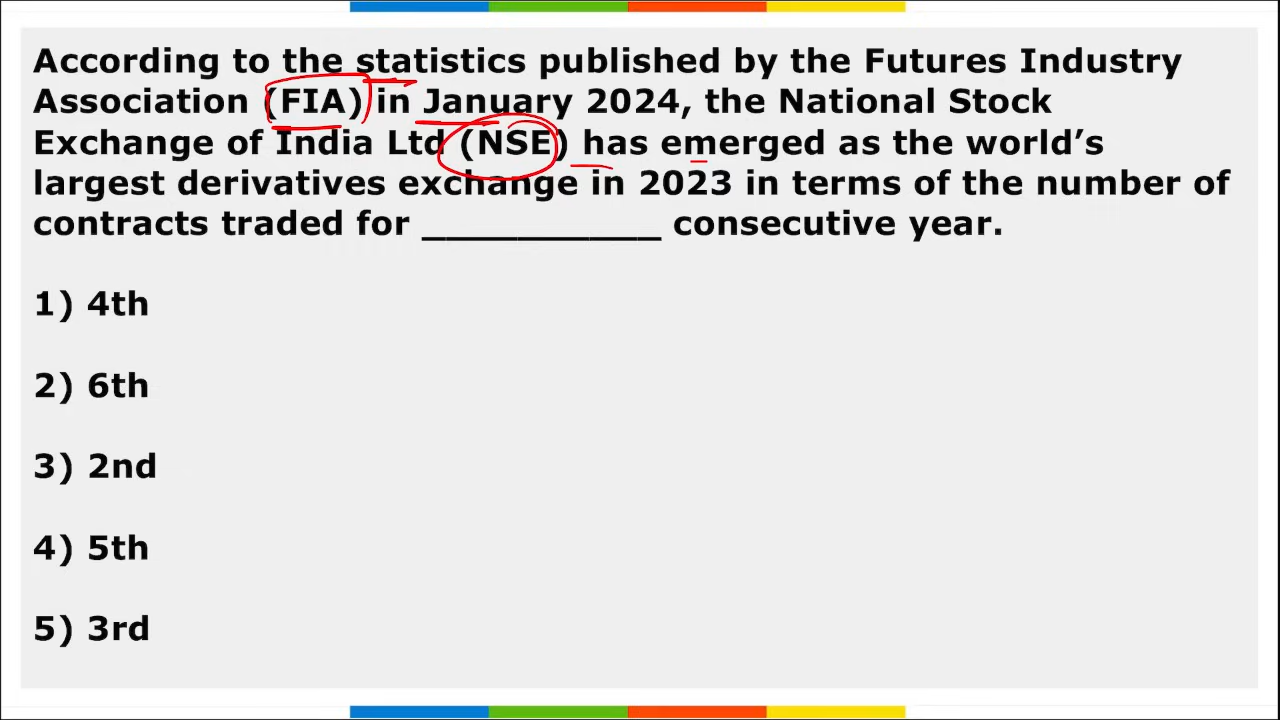 According to the statistics published by the Futures Industry
Association (FIA) in January 2024, the National Stock
Exchange of India Ltd (NSE) has emerged as the world’s
largest derivatives exchange in 2023 in terms of the number of
contracts traded for ___________ consecutive year.
1) 4th
2) 6th
3) 2nd
4) 5th
5) 3rd